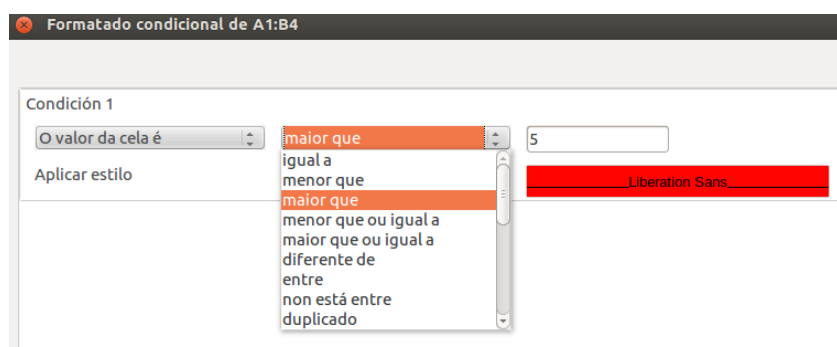 Formatado condicional de A1:B4
Condición 1
O valor da cela é maior que 5
igual a
Aplicar estilo
menor que
Liberation Sans
maior que
menor que ou igual a
maior que ou igual a
diferente de
entre
non está entre
duplicado